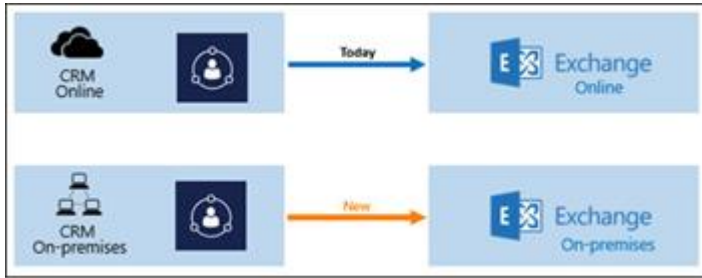 CRM
Online
Today
E
Exchange
Online
CRM
On-premises
New
E
Exchange
On-premises